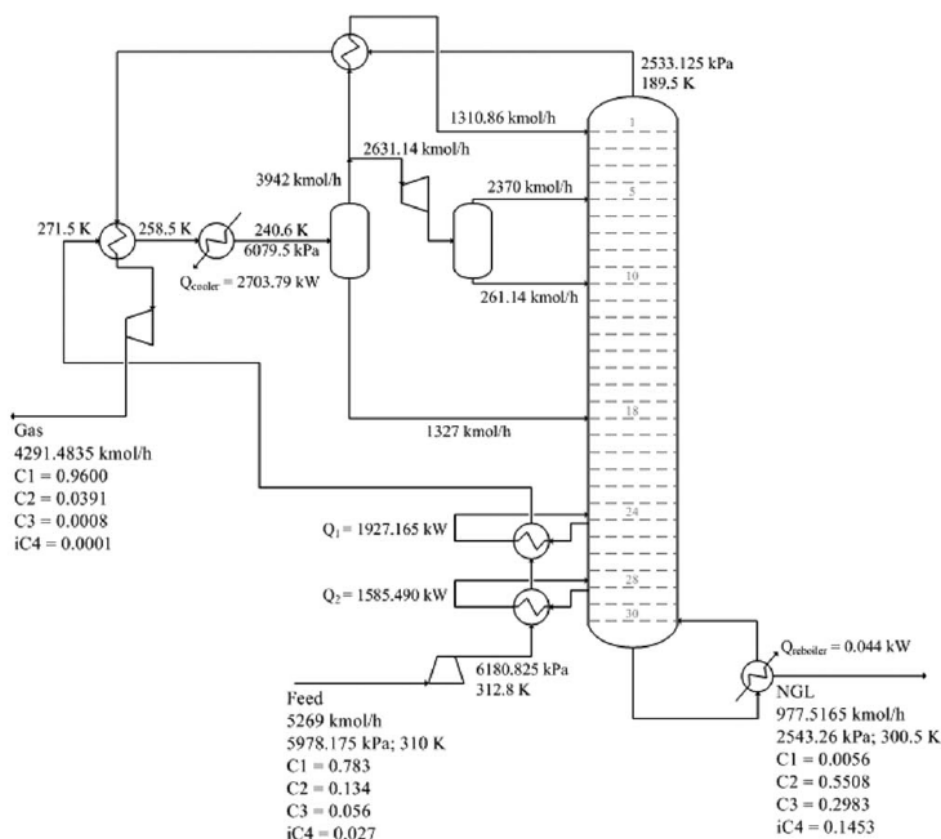 2533.125 kPa
189.5 K
1
1310.86 kmol/h
2631.14 kmol/h
3942 kmol/h
2370 kmol/h
5
271.5 K
258.5 K
240.6 K
6079.5 kPa
Qcooler = 2703.79 kW
10
261.14 kmol/h
18
1327 kmol/h
Gas
4291.4835 kmol/h
C1 = 0.9600
C2 = 0.0391
C3 = 0.0008
iC4 = 0.0001
24
Q1 = 1927.165 kW
28
Q2 = 1585.490 kW
30
Qreboiler = 0.044 kW
6180.825 kPa
312.8 K
Feed
5269 kmol/h
5978.175 kPa; 310 K
C1 = 0.783
C2 = 0.134
C3 = 0.056
iC4 = 0.027
NGL
977.5165 kmol/h
2543.26 kPa; 300.5 K
C1 = 0.0056
C2 = 0.5508
C3 = 0.2983
iC4 = 0.1453